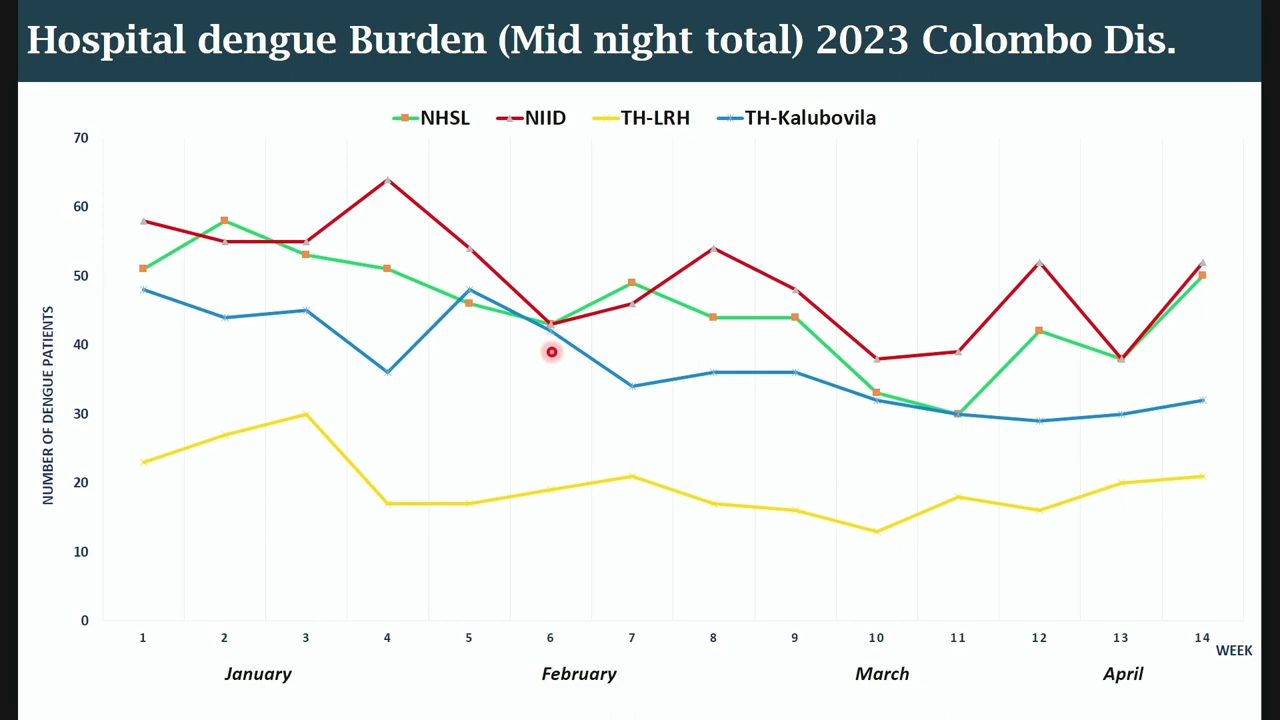 Hospital dengue Burden (Mid night total) 2023 Colombo Dis.
NHSL NIID TH-LRH TH-Kalubovila
NUMBER OF DENGUE PATIENTS
70
60
50
40
30
20
10
0
1 2 3 4 5 6 7 8 9 10 11 12 13 14
WEEK
January February March April